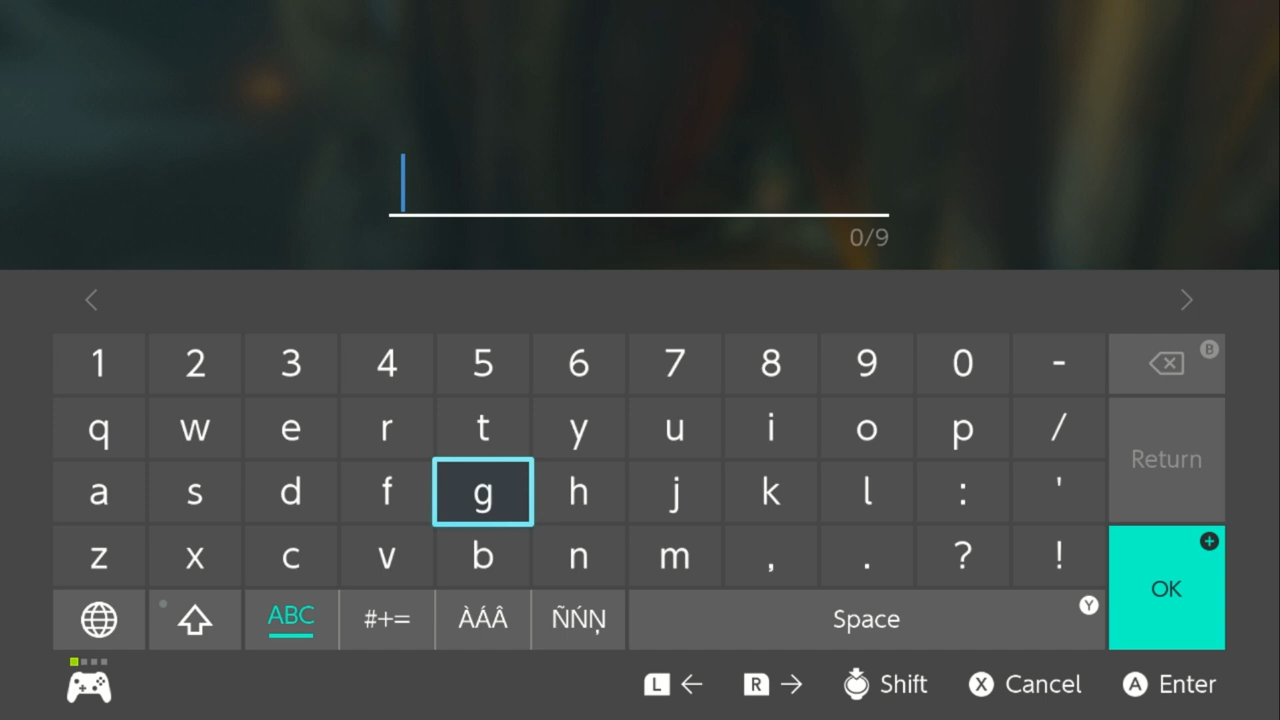 0/9
1 2 3 4 5 6 7 8 9 0 - B
q w e r t y u i o p /
Return
a s d f g h j k l : '
z x c v b n m , . ? !
+
OK
ABC #+= ÀÁÂ ÑŃŅ Space Y
L ← R → Shift X Cancel A Enter